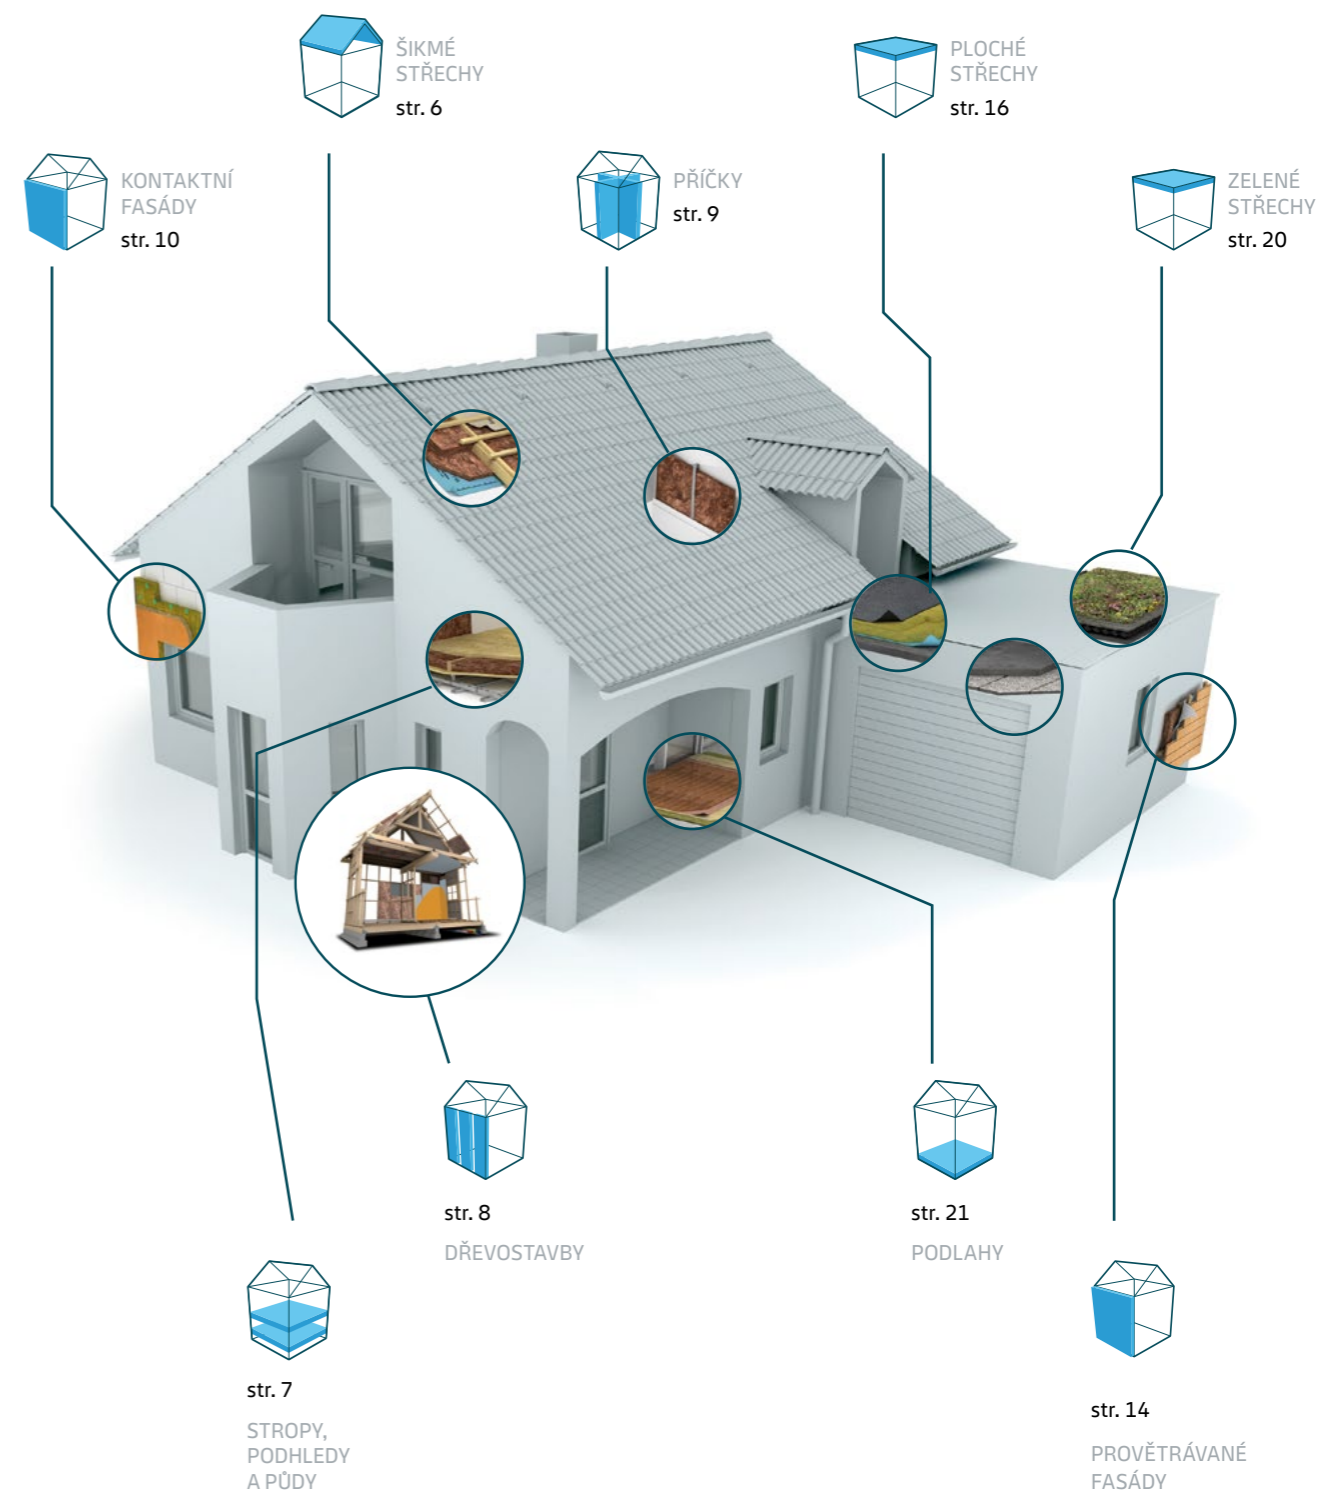 ŠIKMÉ
STŘECHY
str. 6
PLOCHÉ
STŘECHY
str. 16
KONTAKTNÍ
FASÁDY
str. 10
PŘÍČKY
str. 9
ZELENÉ
STŘECHY
str. 20
str. 8
DŘEVOSTAVBY
str. 21
PODLAHY
str. 7
STROPY,
PODHLEDY
A PŮDY
str. 14
PROVĚTRÁVANÉ
FASÁDY